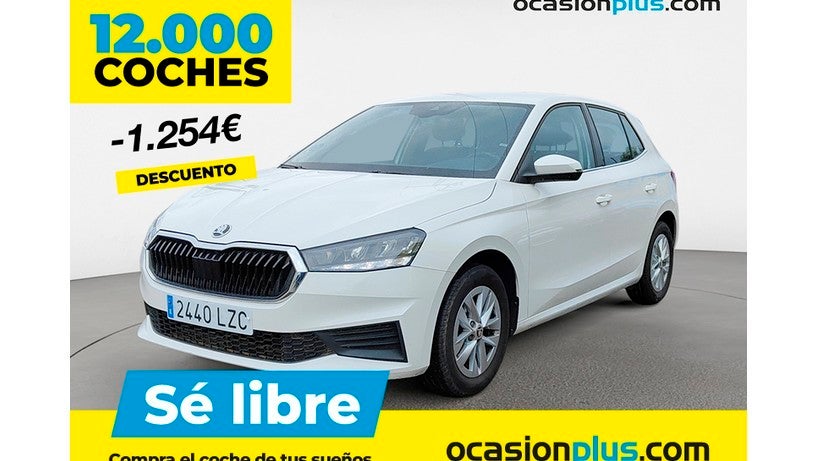 12.000
COCHES
ocasionplus.com
-1.254€
DESCUENTO
2440 LZC
Sé libre
Compra el coche de tus sueños
ocasionplus.com